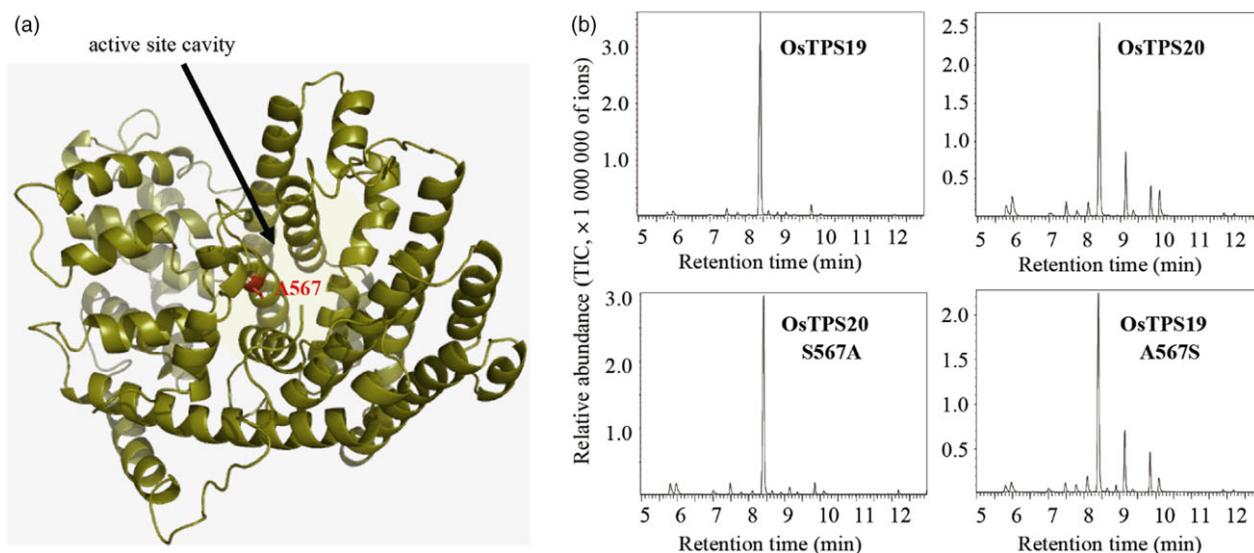 (a)
active site cavity
A567
(b)
Relative abundance (TIC, × 1 000 000 of ions)
OsTPS19
3.0
2.0
1.0
5 6 7 8 9 10 11 12
Retention time (min)
OsTPS20
2.5
2.0
1.5
1.0
0.5
5 6 7 8 9 10 11 12
Retention time (min)
OsTPS20
S567A
3.0
2.0
1.0
5 6 7 8 9 10 11 12
Retention time (min)
OsTPS19
A567S
2.0
1.5
1.0
0.5
5 6 7 8 9 10 11 12
Retention time (min)